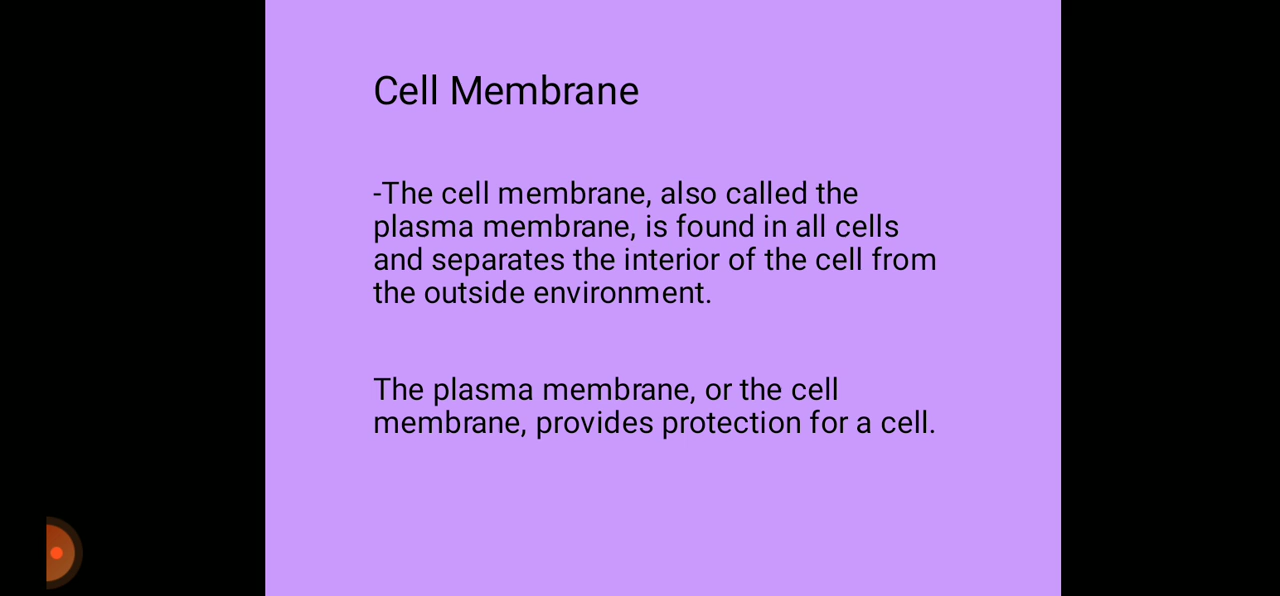 Cell Membrane
-The cell membrane, also called the
plasma membrane, is found in all cells
and separates the interior of the cell from
the outside environment.
The plasma membrane, or the cell
membrane, provides protection for a cell.